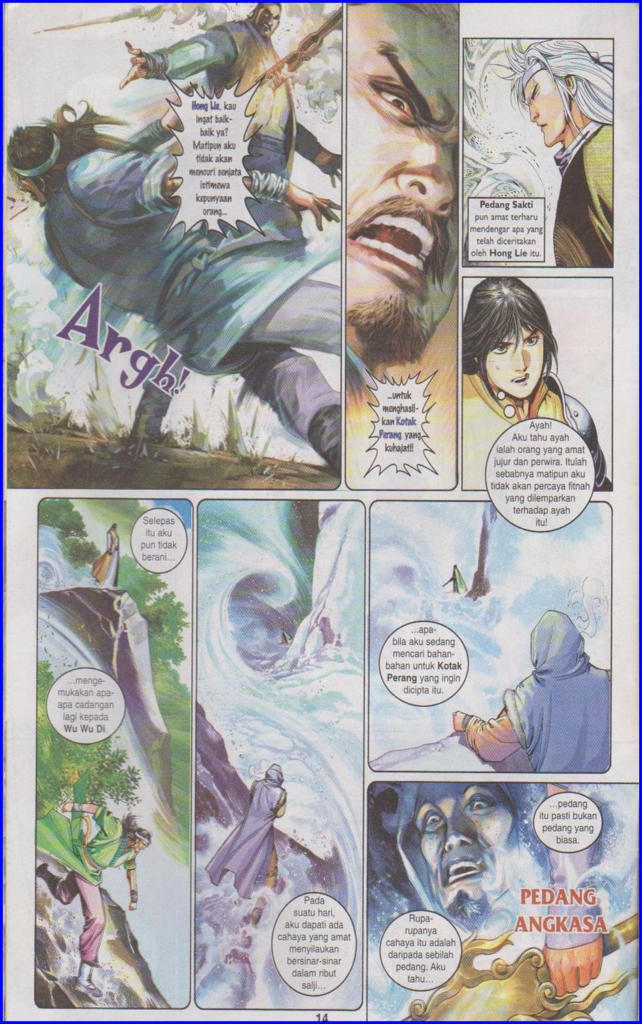 Hong Lie, kau
ingat baik-
baik ya?
Matipun aku
tidak akan
mencuri senjata
istimewa
kepunyaan
orang...
Argh!
...untuk
menghasil-
kan Kotak
Perang yang
kuhajat!!
Pedang Sakti
pun amat terharu
mendengar apa yang
telah diceritakan
oleh Hong Lie itu.
Ayah!
Aku tahu ayah
ialah orang yang amat
jujur dan perwira. Itulah
sebabnya matipun aku
tidak akan percaya fitnah
yang dilemparkan
terhadap ayah
itu!
Selepas
itu aku
pun tidak
berani...
...menge-
mukakan apa-
apa cadangan
lagi kepada
Wu Wu Di.
Pada
suatu hari,
aku dapati ada
cahaya yang amat
menyilaukan
bersinar-sinar
dalam ribut
salji...
...apa-
bila aku sedang
mencari bahan-
bahan untuk Kotak
Perang yang ingin
dicipta itu.
Rupa-
rupanya
cahaya itu adalah
daripada sebilah
pedang. Aku
tahu...
...pedang
itu pasti bukan
pedang yang
biasa.
PEDANG
ANGKASA
14